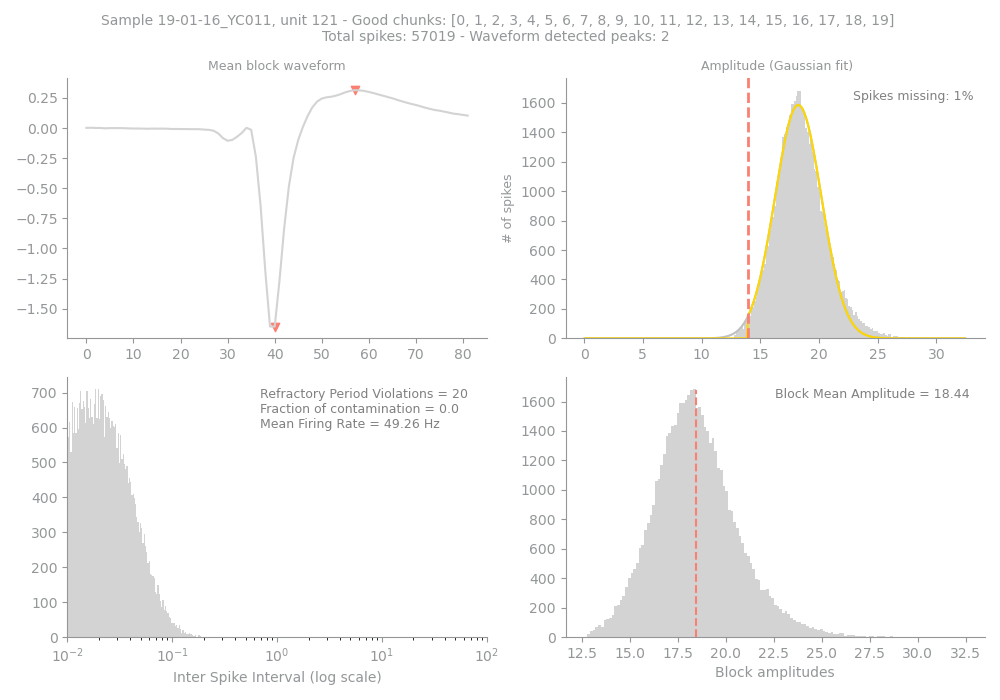 Sample 19-01-16_YC011, unit 121 - Good chunks: [0, 1, 2, 3, 4, 5, 6, 7, 8, 9, 10, 11, 12, 13, 14, 15, 16, 17, 18, 19]
Total spikes: 57019 - Waveform detected peaks: 2
Mean block waveform
0.25
0.00
−0.25
−0.50
−0.75
−1.00
−1.25
−1.50
0 10 20 30 40 50 60 70 80
Amplitude (Gaussian fit)
Spikes missing: 1%
# of spikes
1600
1400
1200
1000
800
600
400
200
0
0 5 10 15 20 25 30
Refractory Period Violations = 20
Fraction of contamination = 0.0
Mean Firing Rate = 49.26 Hz
700
600
500
400
300
200
100
0
10⁻² 10⁻¹ 10⁰ 10¹ 10²
Inter Spike Interval (log scale)
Block Mean Amplitude = 18.44
1600
1400
1200
1000
800
600
400
200
0
12.5 15.0 17.5 20.0 22.5 25.0 27.5 30.0 32.5
Block amplitudes